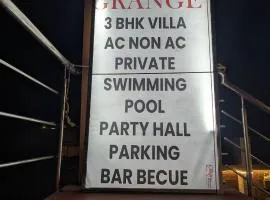 GRANGE
3 BHK VILLA
AC NON AC
PRIVATE
SWIMMING
POOL
PARTY HALL
PARKING
BAR BECUE